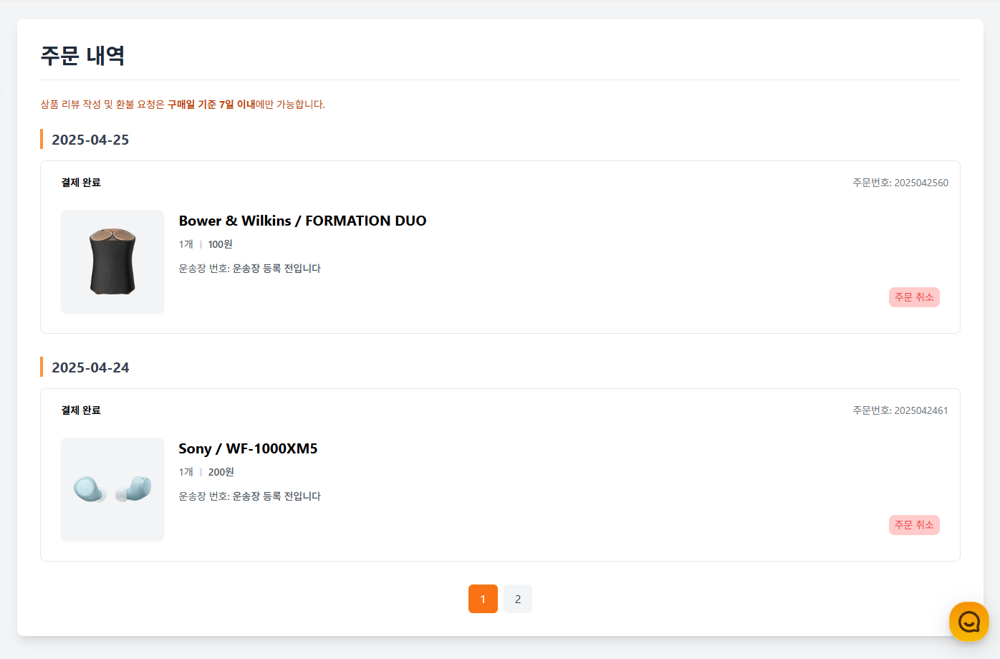 주문 내역
상품 리뷰 작성 및 환불 요청은 구매일 기준 7일 이내에만 가능합니다.
2025-04-25
결제 완료
주문번호: 2025042560
Bower & Wilkins / FORMATION DUO
1개 | 100원
운송장 번호: 운송장 등록 전입니다
주문 취소
2025-04-24
결제 완료
주문번호: 2025042461
Sony / WF-1000XM5
1개 | 200원
운송장 번호: 운송장 등록 전입니다
주문 취소
1 2